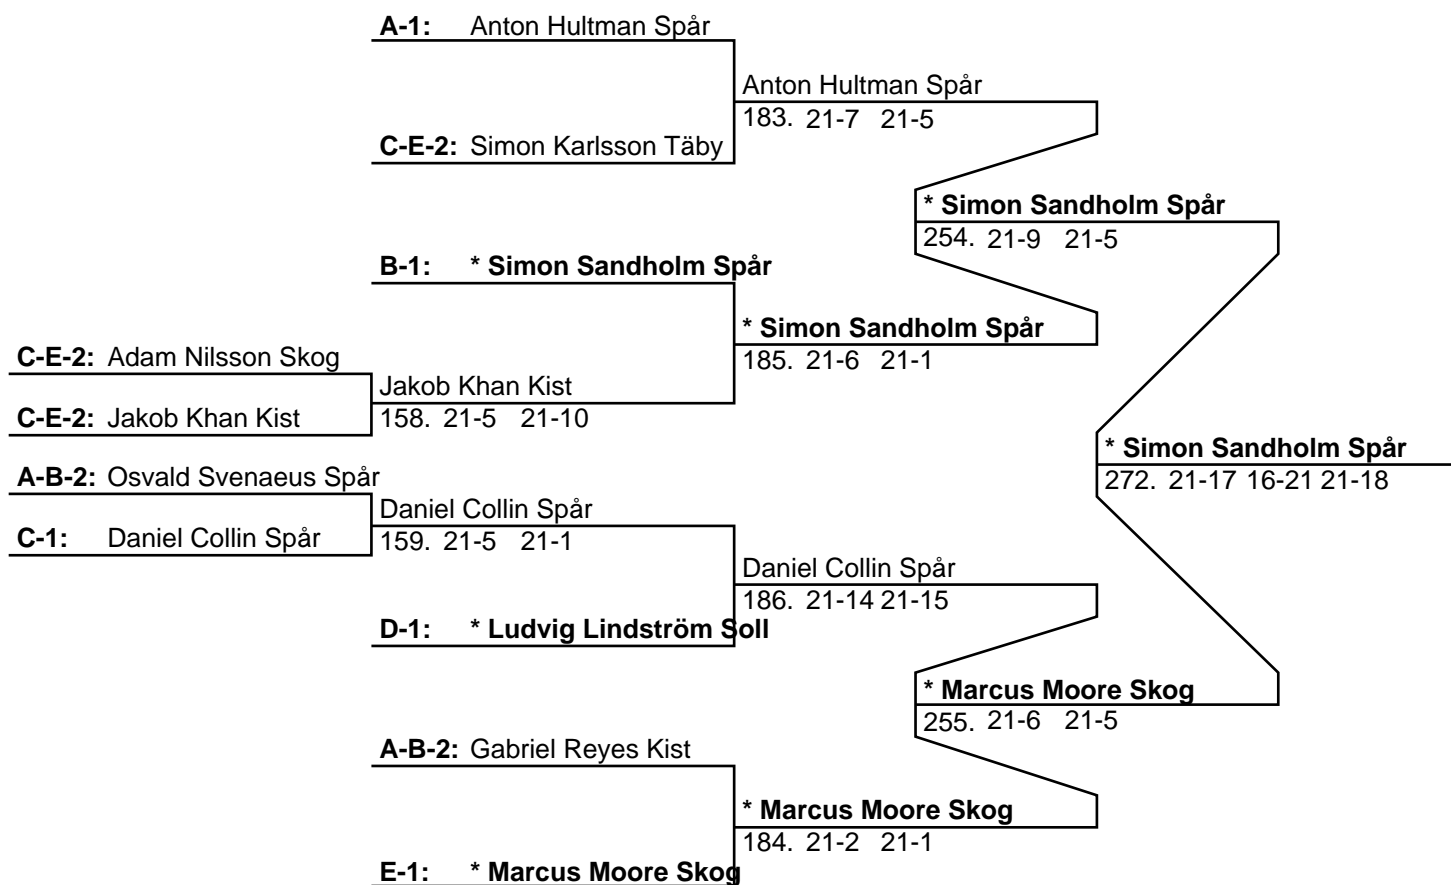 A-1: Anton Hultman Spår
Anton Hultman Spår
183. 21-7 21-5
C-E-2: Simon Karlsson Täby
* Simon Sandholm Spår
254. 21-9 21-5
B-1: * Simon Sandholm Spår
* Simon Sandholm Spår
185. 21-6 21-1
C-E-2: Adam Nilsson Skog
Jakob Khan Kist
158. 21-5 21-10
C-E-2: Jakob Khan Kist
* Simon Sandholm Spår
272. 21-17 16-21 21-18
A-B-2: Osvald Svenaeus Spår
Daniel Collin Spår
159. 21-5 21-1
C-1: Daniel Collin Spår
Daniel Collin Spår
186. 21-14 21-15
D-1: * Ludvig Lindström Soll
* Marcus Moore Skog
255. 21-6 21-5
A-B-2: Gabriel Reyes Kist
* Marcus Moore Skog
184. 21-2 21-1
E-1: * Marcus Moore Skog